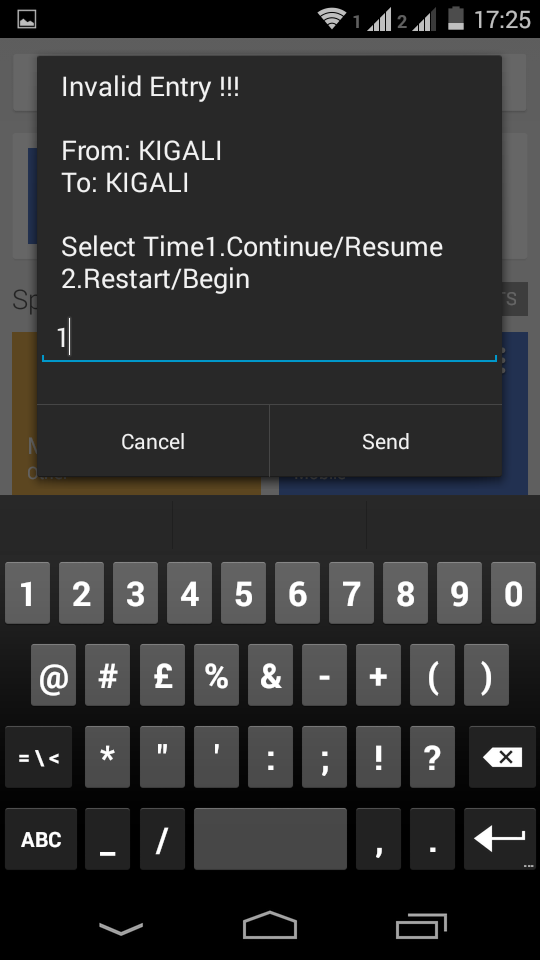 1 2 17:25
Invalid Entry !!!
From: KIGALI
To: KIGALI
Select Time1.Continue/Resume
2.Restart/Begin
1
Cancel Send
1 2 3 4 5 6 7 8 9 0
@ # £ % & - + ( )
= \ < * " ' : ; ! ?
ABC _ / , . ...